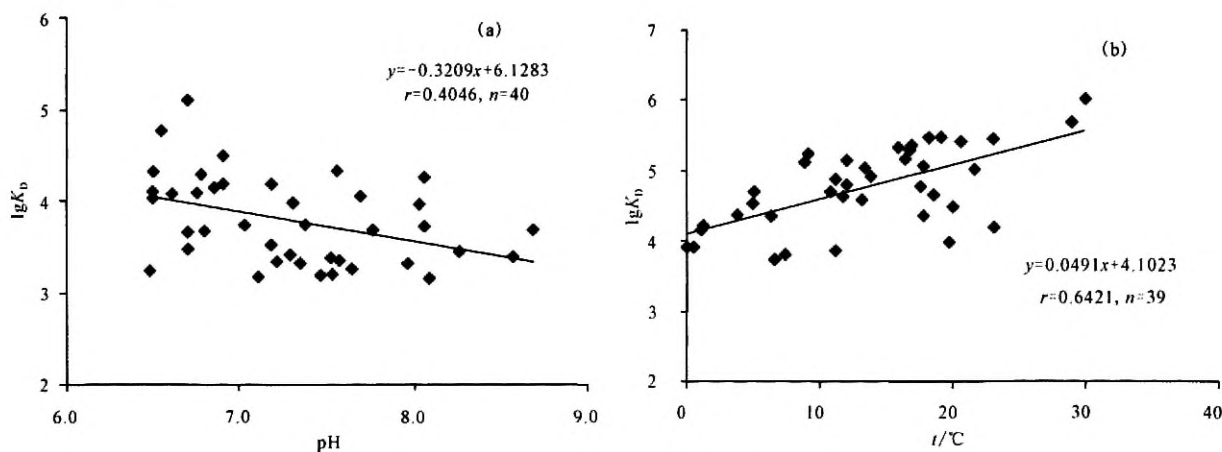 (a)
y=-0.3209x+6.1283
r=0.4046, n=40
6
5
4
3
2
lgK_D
6.0 7.0 8.0 9.0
pH
(b)
7
6
5
4
3
2
lgK_D
y=0.0491x+4.1023
r=0.6421, n=39
0 10 20 30 40
t/℃